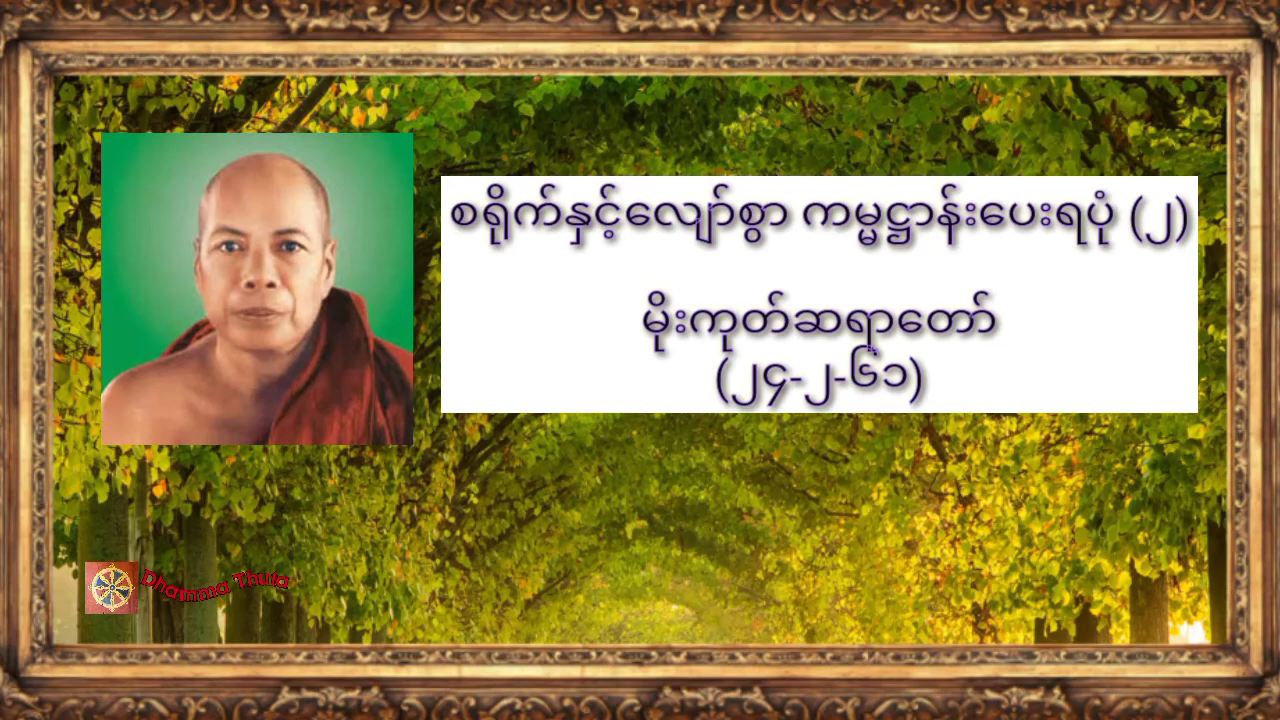 စရိုက်နှင့်လျော်စွာ ကမ္မဋ္ဌာန်းပေးရပုံ (၂)
မိုးကုတ်ဆရာတော်
(၂၄-၂-၆၁)
Dhamma Thuta